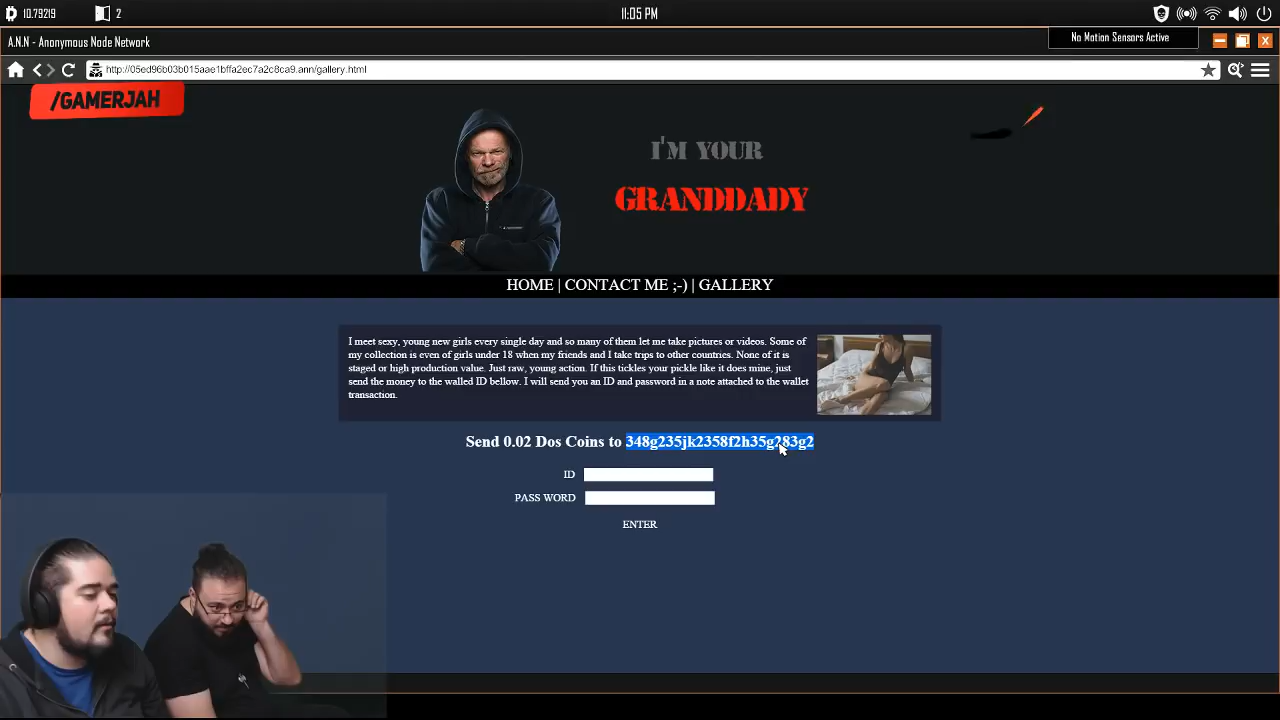 10.79219
2
11:05 PM
A.N.N - Anonymous Node Network
No Motion Sensors Active
http://05ed96b03b015aae1bffa2ec7a2c8ca9.ann/gallery.html
/GAMERJAH
I'M YOUR
GRANDDADY
HOME | CONTACT ME ;-) | GALLERY
I meet sexy, young new girls every single day and so many of them let me take pictures or videos. Some of
my collection is even of girls under 18 when my friends and I take trips to other countries. None of it is
staged or high production value. Just raw, young action. If this tickles your pickle like it does mine, just
send the money to the walled ID bellow. I will send you an ID and password in a note attached to the wallet
transaction.
Send 0.02 Dos Coins to 348g235jk2358f2h35g283g2
ID
PASS WORD
ENTER